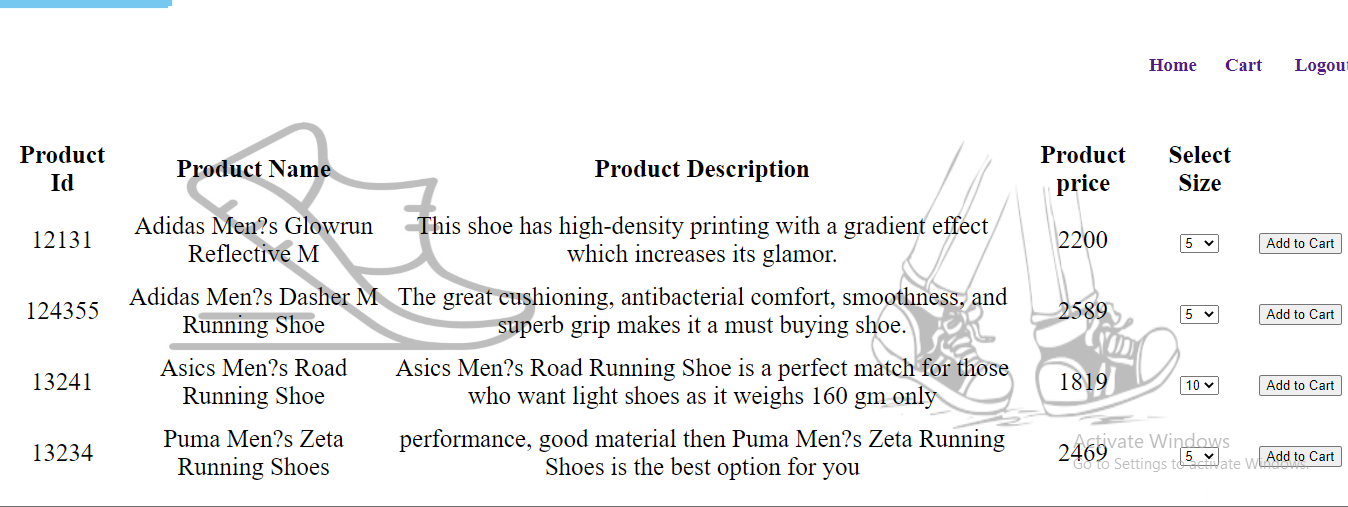 Home Cart Logout
Product Id Product Name Product Description Product price Select Size
12131 Adidas Men?s Glowrun Reflective M This shoe has high-density printing with a gradient effect which increases its glamor. 2200 5 Add to Cart
124355 Adidas Men?s Dasher M Running Shoe The great cushioning, antibacterial comfort, smoothness, and superb grip makes it a must buying shoe. 2589 5 Add to Cart
13241 Asics Men?s Road Running Shoe Asics Men?s Road Running Shoe is a perfect match for those who want light shoes as it weighs 160 gm only 1819 10 Add to Cart
13234 Puma Men?s Zeta Running Shoes performance, good material then Puma Men?s Zeta Running Shoes is the best option for you 2469 5 Add to Cart
Activate Windows
Go to Settings to activate Windows.